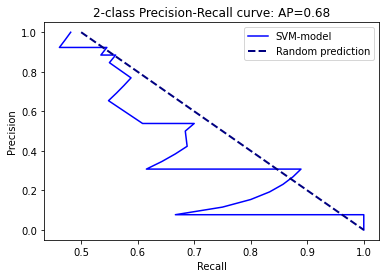 2-class Precision-Recall curve: AP=0.68
SVM-model
Random prediction
Precision
1.0
0.8
0.6
0.4
0.2
0.0
0.5 0.6 0.7 0.8 0.9 1.0
Recall